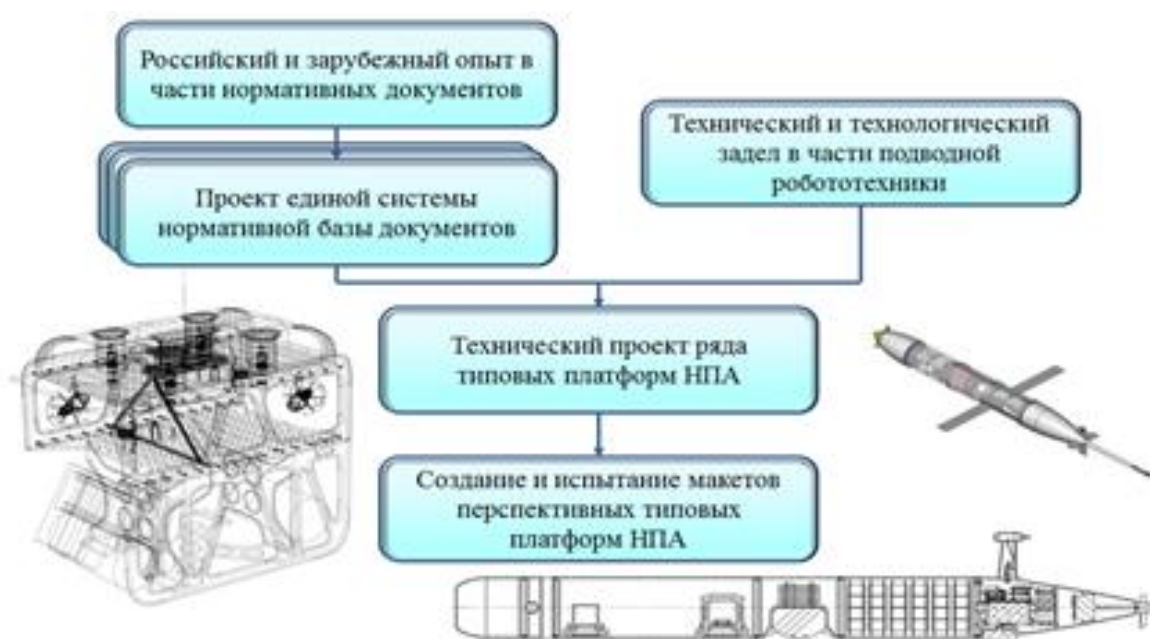 Российский и зарубежный опыт в
части нормативных документов
Технический и технологический
задел в части подводной
робототехники
Проект единой системы
нормативной базы документов
Технический проект ряда
типовых платформ НПА
Создание и испытание макетов
перспективных типовых
платформ НПА